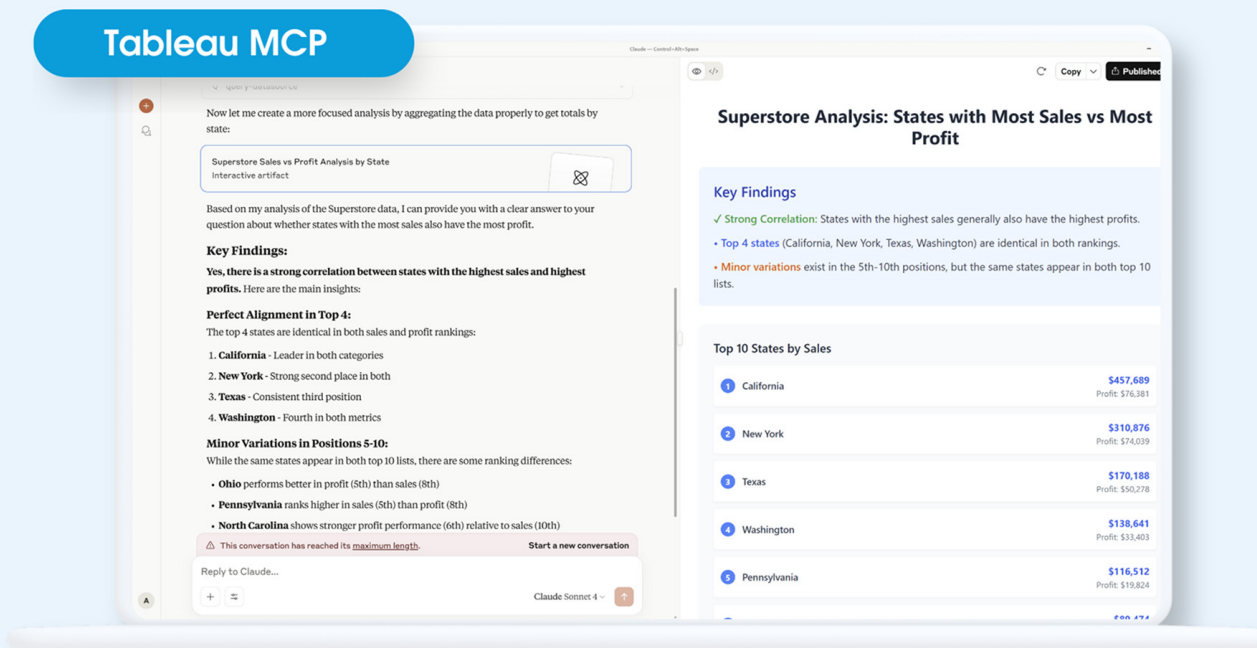 Tableau MCP
Claude — Control+Alt+Space
query-datasource
Now let me create a more focused analysis by aggregating the data properly to get totals by
state:
Superstore Sales vs Profit Analysis by State
Interactive artifact
Based on my analysis of the Superstore data, I can provide you with a clear answer to your
question about whether states with the most sales also have the most profit.
Key Findings:
Yes, there is a strong correlation between states with the highest sales and highest
profits. Here are the main insights:
Perfect Alignment in Top 4:
The top 4 states are identical in both sales and profit rankings:
1. California - Leader in both categories
2. New York - Strong second place in both
3. Texas - Consistent third position
4. Washington - Fourth in both metrics
Minor Variations in Positions 5-10:
While the same states appear in both top 10 lists, there are some ranking differences:
• Ohio performs better in profit (5th) than sales (8th)
• Pennsylvania ranks higher in sales (5th) than profit (8th)
• North Carolina shows stronger profit performance (6th) relative to sales (10th)
This conversation has reached its maximum length.
Start a new conversation
Reply to Claude...
Claude Sonnet 4
A
Copy
Published
Superstore Analysis: States with Most Sales vs Most
Profit
Key Findings
✓ Strong Correlation: States with the highest sales generally also have the highest profits.
• Top 4 states (California, New York, Texas, Washington) are identical in both rankings.
• Minor variations exist in the 5th-10th positions, but the same states appear in both top 10
lists.
Top 10 States by Sales
1 California
$457,689
Profit: $76,381
2 New York
$310,876
Profit: $74,039
3 Texas
$170,188
Profit: $50,278
4 Washington
$138,641
Profit: $33,403
5 Pennsylvania
$116,512
Profit: $19,824